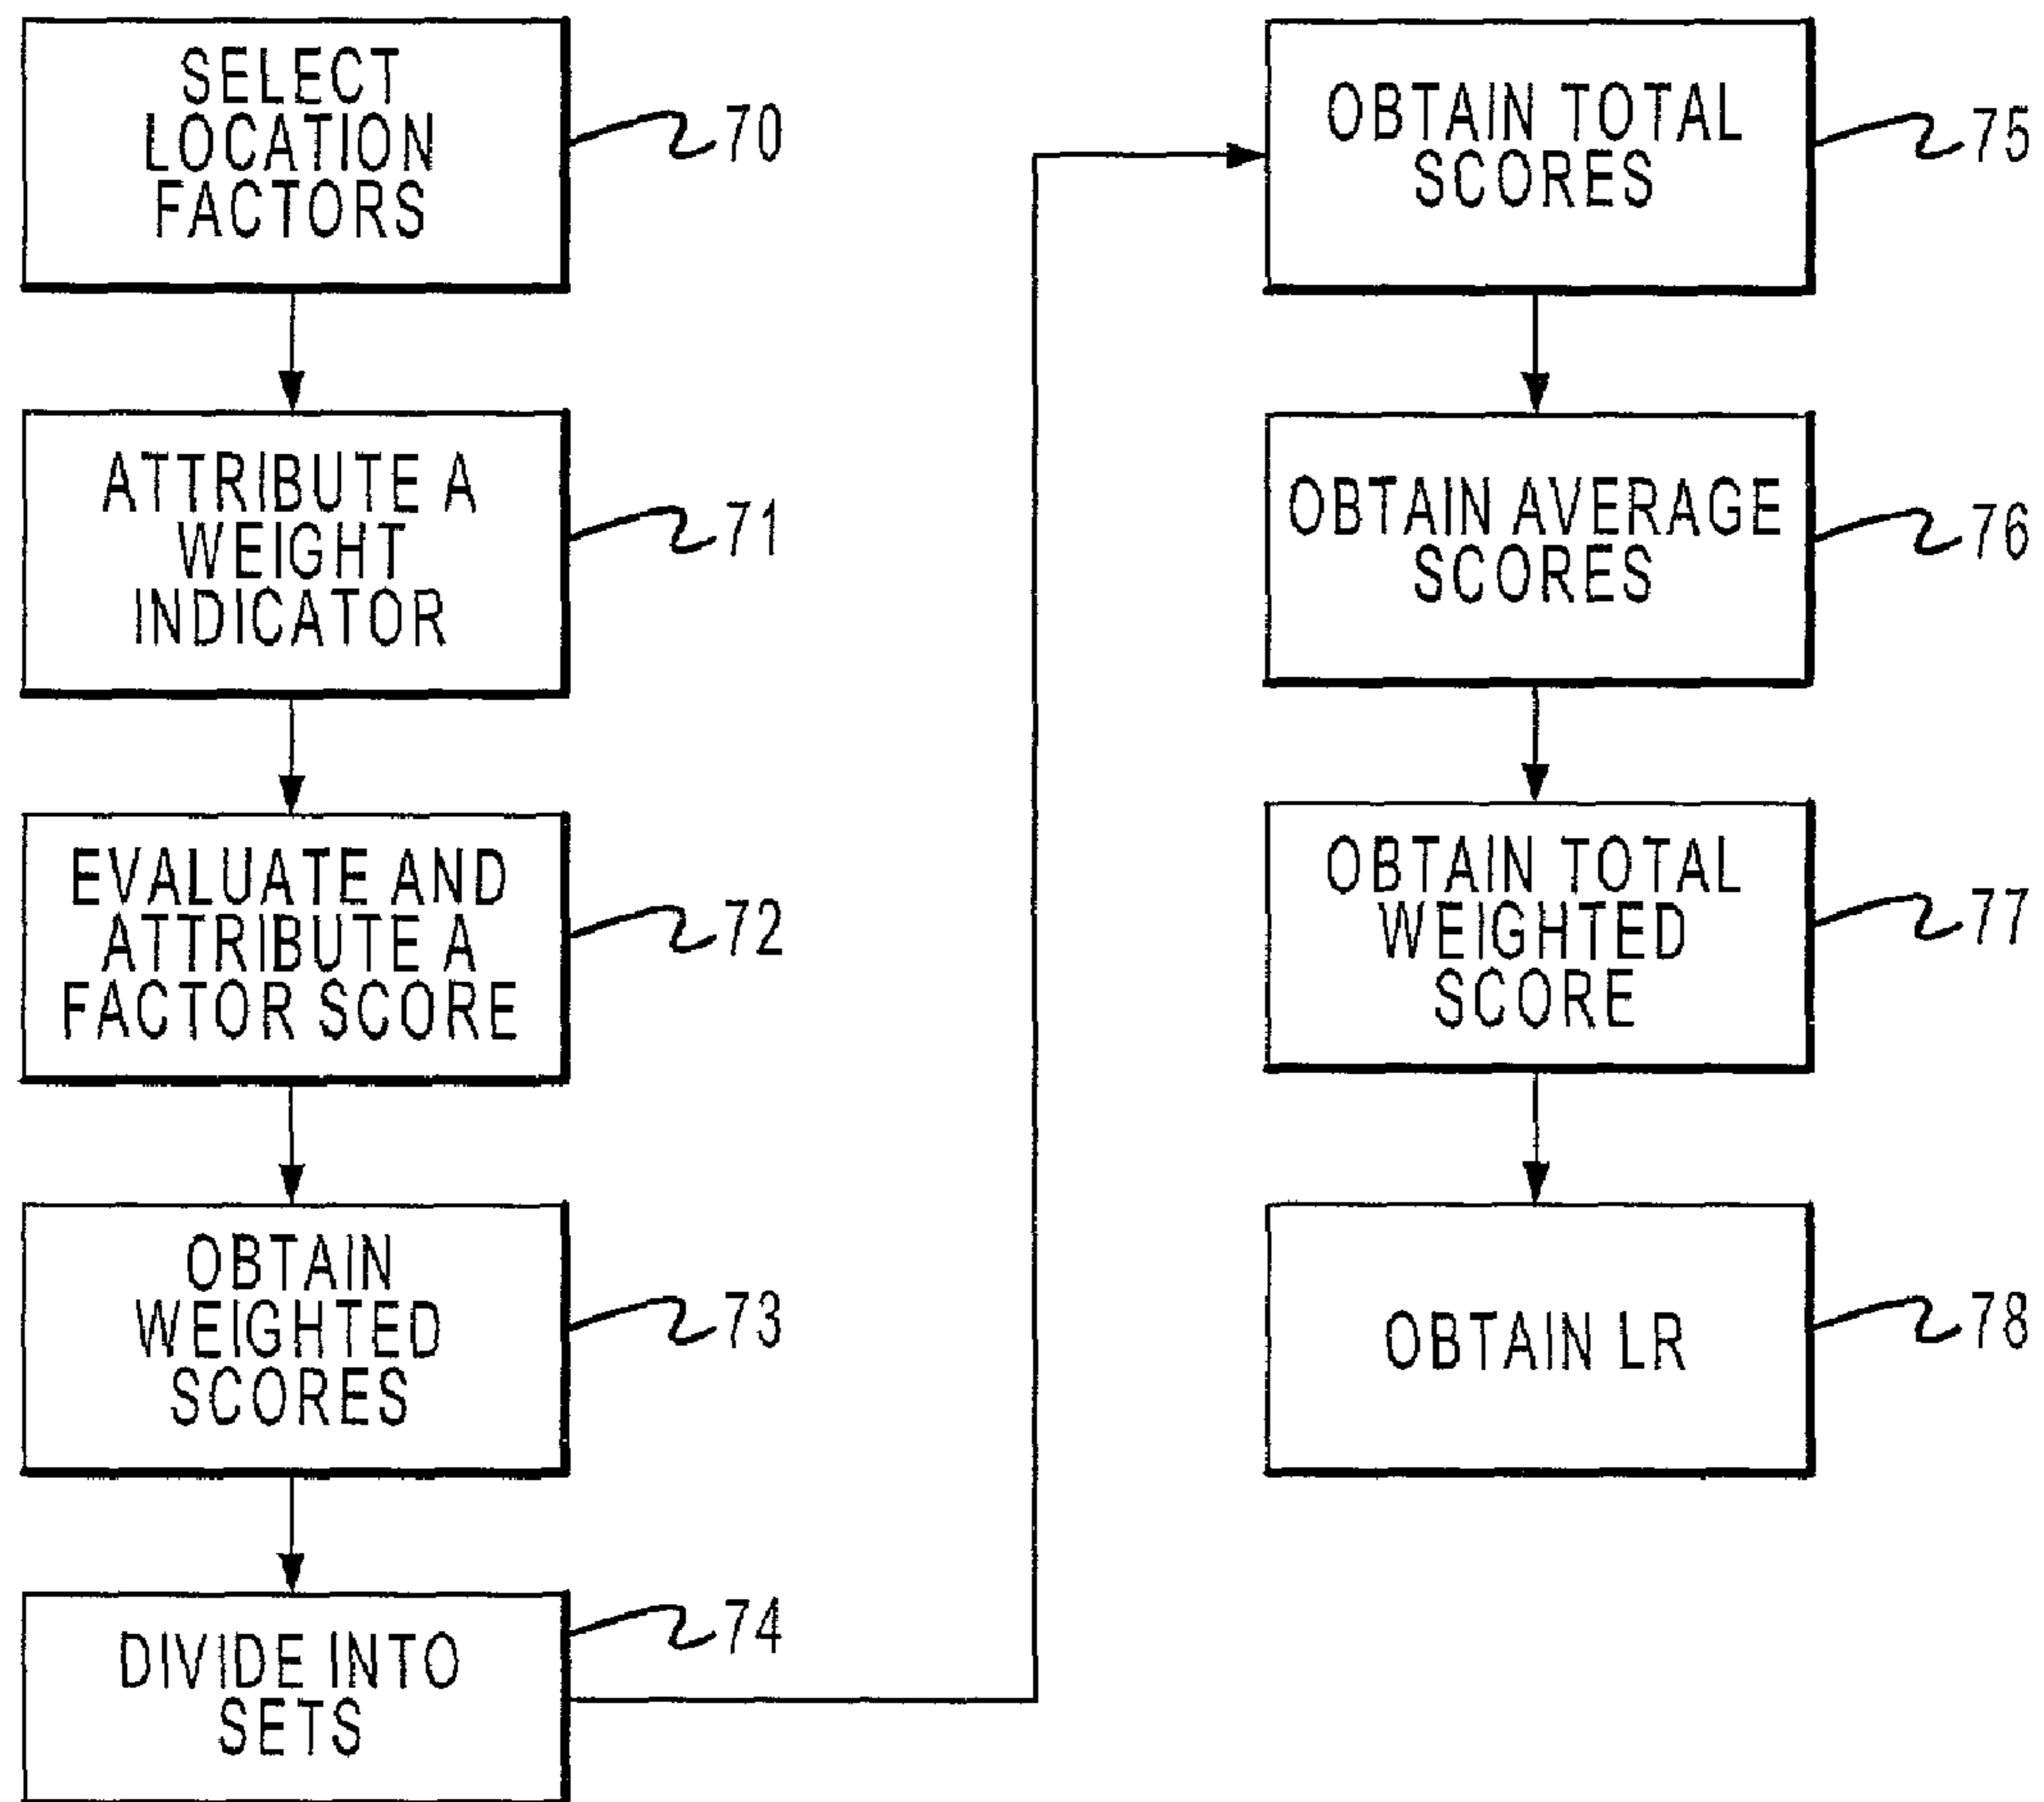 SELECT
LOCATION
FACTORS
70
ATTRIBUTE A
WEIGHT
INDICATOR
71
EVALUATE AND
ATTRIBUTE A
FACTOR SCORE
72
OBTAIN
WEIGHTED
SCORES
73
DIVIDE INTO
SETS
74
OBTAIN TOTAL
SCORES
75
OBTAIN AVERAGE
SCORES
76
OBTAIN TOTAL
WEIGHTED
SCORE
77
OBTAIN LR
78